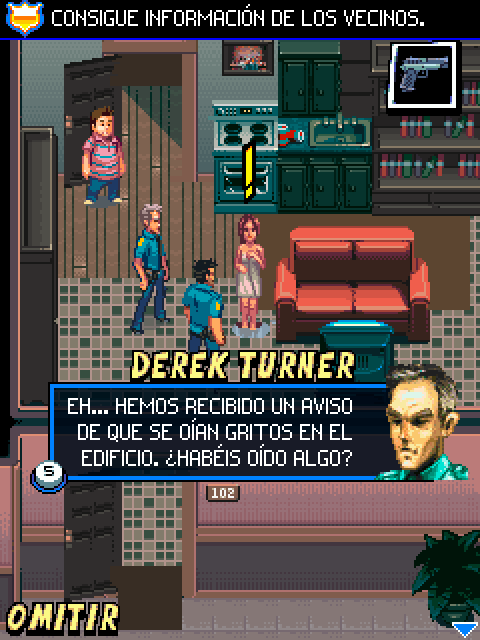 CONSIGUE INFORMACIÓN DE LOS VECINOS.
DEREK TURNER
EH... HEMOS RECIBIDO UN AVISO
DE QUE SE OÍAN GRITOS EN EL
EDIFICIO. ¿HABÉIS OÍDO ALGO?
5
102
OMITIR